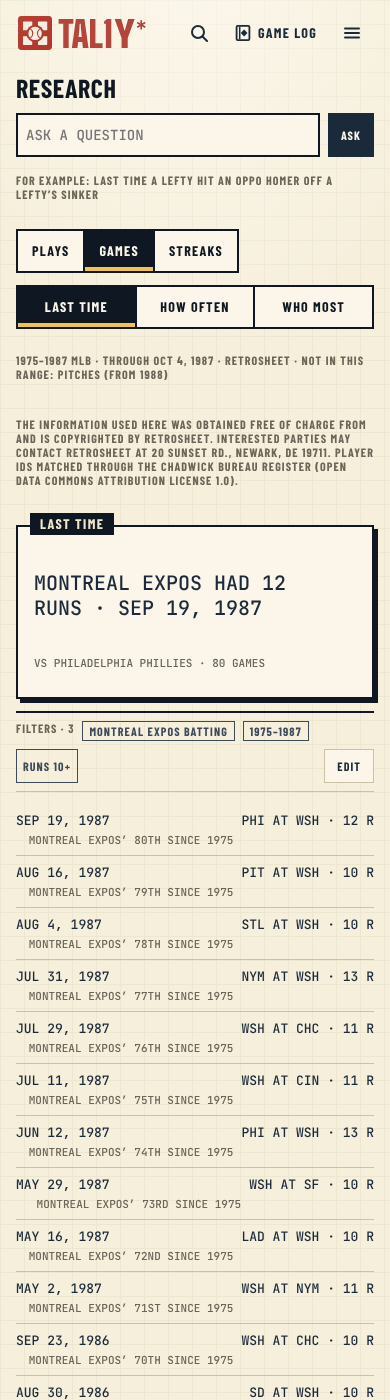 TAL1Y*
GAME LOG
RESEARCH
ASK A QUESTION
ASK
FOR EXAMPLE: LAST TIME A LEFTY HIT AN OPPO HOMER OFF A
LEFTY'S SINKER
PLAYS
GAMES
STREAKS
LAST TIME
HOW OFTEN
WHO MOST
1975–1987 MLB · THROUGH OCT 4, 1987 · RETROSHEET · NOT IN THIS
RANGE: PITCHES (FROM 1988)
THE INFORMATION USED HERE WAS OBTAINED FREE OF CHARGE FROM
AND IS COPYRIGHTED BY RETROSHEET. INTERESTED PARTIES MAY
CONTACT RETROSHEET AT 20 SUNSET RD., NEWARK, DE 19711. PLAYER
IDS MATCHED THROUGH THE CHADWICK BUREAU REGISTER (OPEN
DATA COMMONS ATTRIBUTION LICENSE 1.0).
LAST TIME
MONTREAL EXPOS HAD 12
RUNS · SEP 19, 1987
VS PHILADELPHIA PHILLIES · 80 GAMES
FILTERS · 3
MONTREAL EXPOS BATTING
1975–1987
RUNS 10+
EDIT
SEP 19, 1987 PHI AT WSH · 12 R
MONTREAL EXPOS’ 80TH SINCE 1975
AUG 16, 1987 PIT AT WSH · 10 R
MONTREAL EXPOS’ 79TH SINCE 1975
AUG 4, 1987 STL AT WSH · 10 R
MONTREAL EXPOS’ 78TH SINCE 1975
JUL 31, 1987 NYM AT WSH · 13 R
MONTREAL EXPOS’ 77TH SINCE 1975
JUL 29, 1987 WSH AT CHC · 11 R
MONTREAL EXPOS’ 76TH SINCE 1975
JUL 11, 1987 WSH AT CIN · 11 R
MONTREAL EXPOS’ 75TH SINCE 1975
JUN 12, 1987 PHI AT WSH · 13 R
MONTREAL EXPOS’ 74TH SINCE 1975
MAY 29, 1987 WSH AT SF · 10 R
MONTREAL EXPOS’ 73RD SINCE 1975
MAY 16, 1987 LAD AT WSH · 10 R
MONTREAL EXPOS’ 72ND SINCE 1975
MAY 2, 1987 WSH AT NYM · 11 R
MONTREAL EXPOS’ 71ST SINCE 1975
SEP 23, 1986 WSH AT CHC · 10 R
MONTREAL EXPOS’ 70TH SINCE 1975
AUG 30, 1986 SD AT WSH · 10 R